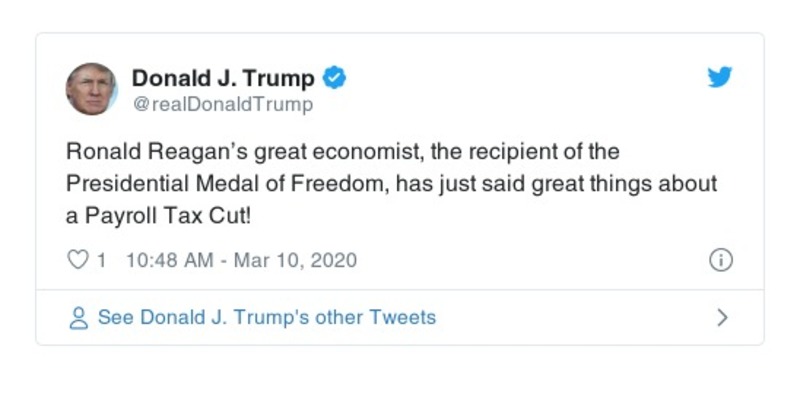 Donald J. Trump
@realDonaldTrump
Ronald Reagan’s great economist, the recipient of the
Presidential Medal of Freedom, has just said great things about
a Payroll Tax Cut!
1 10:48 AM - Mar 10, 2020
See Donald J. Trump's other Tweets